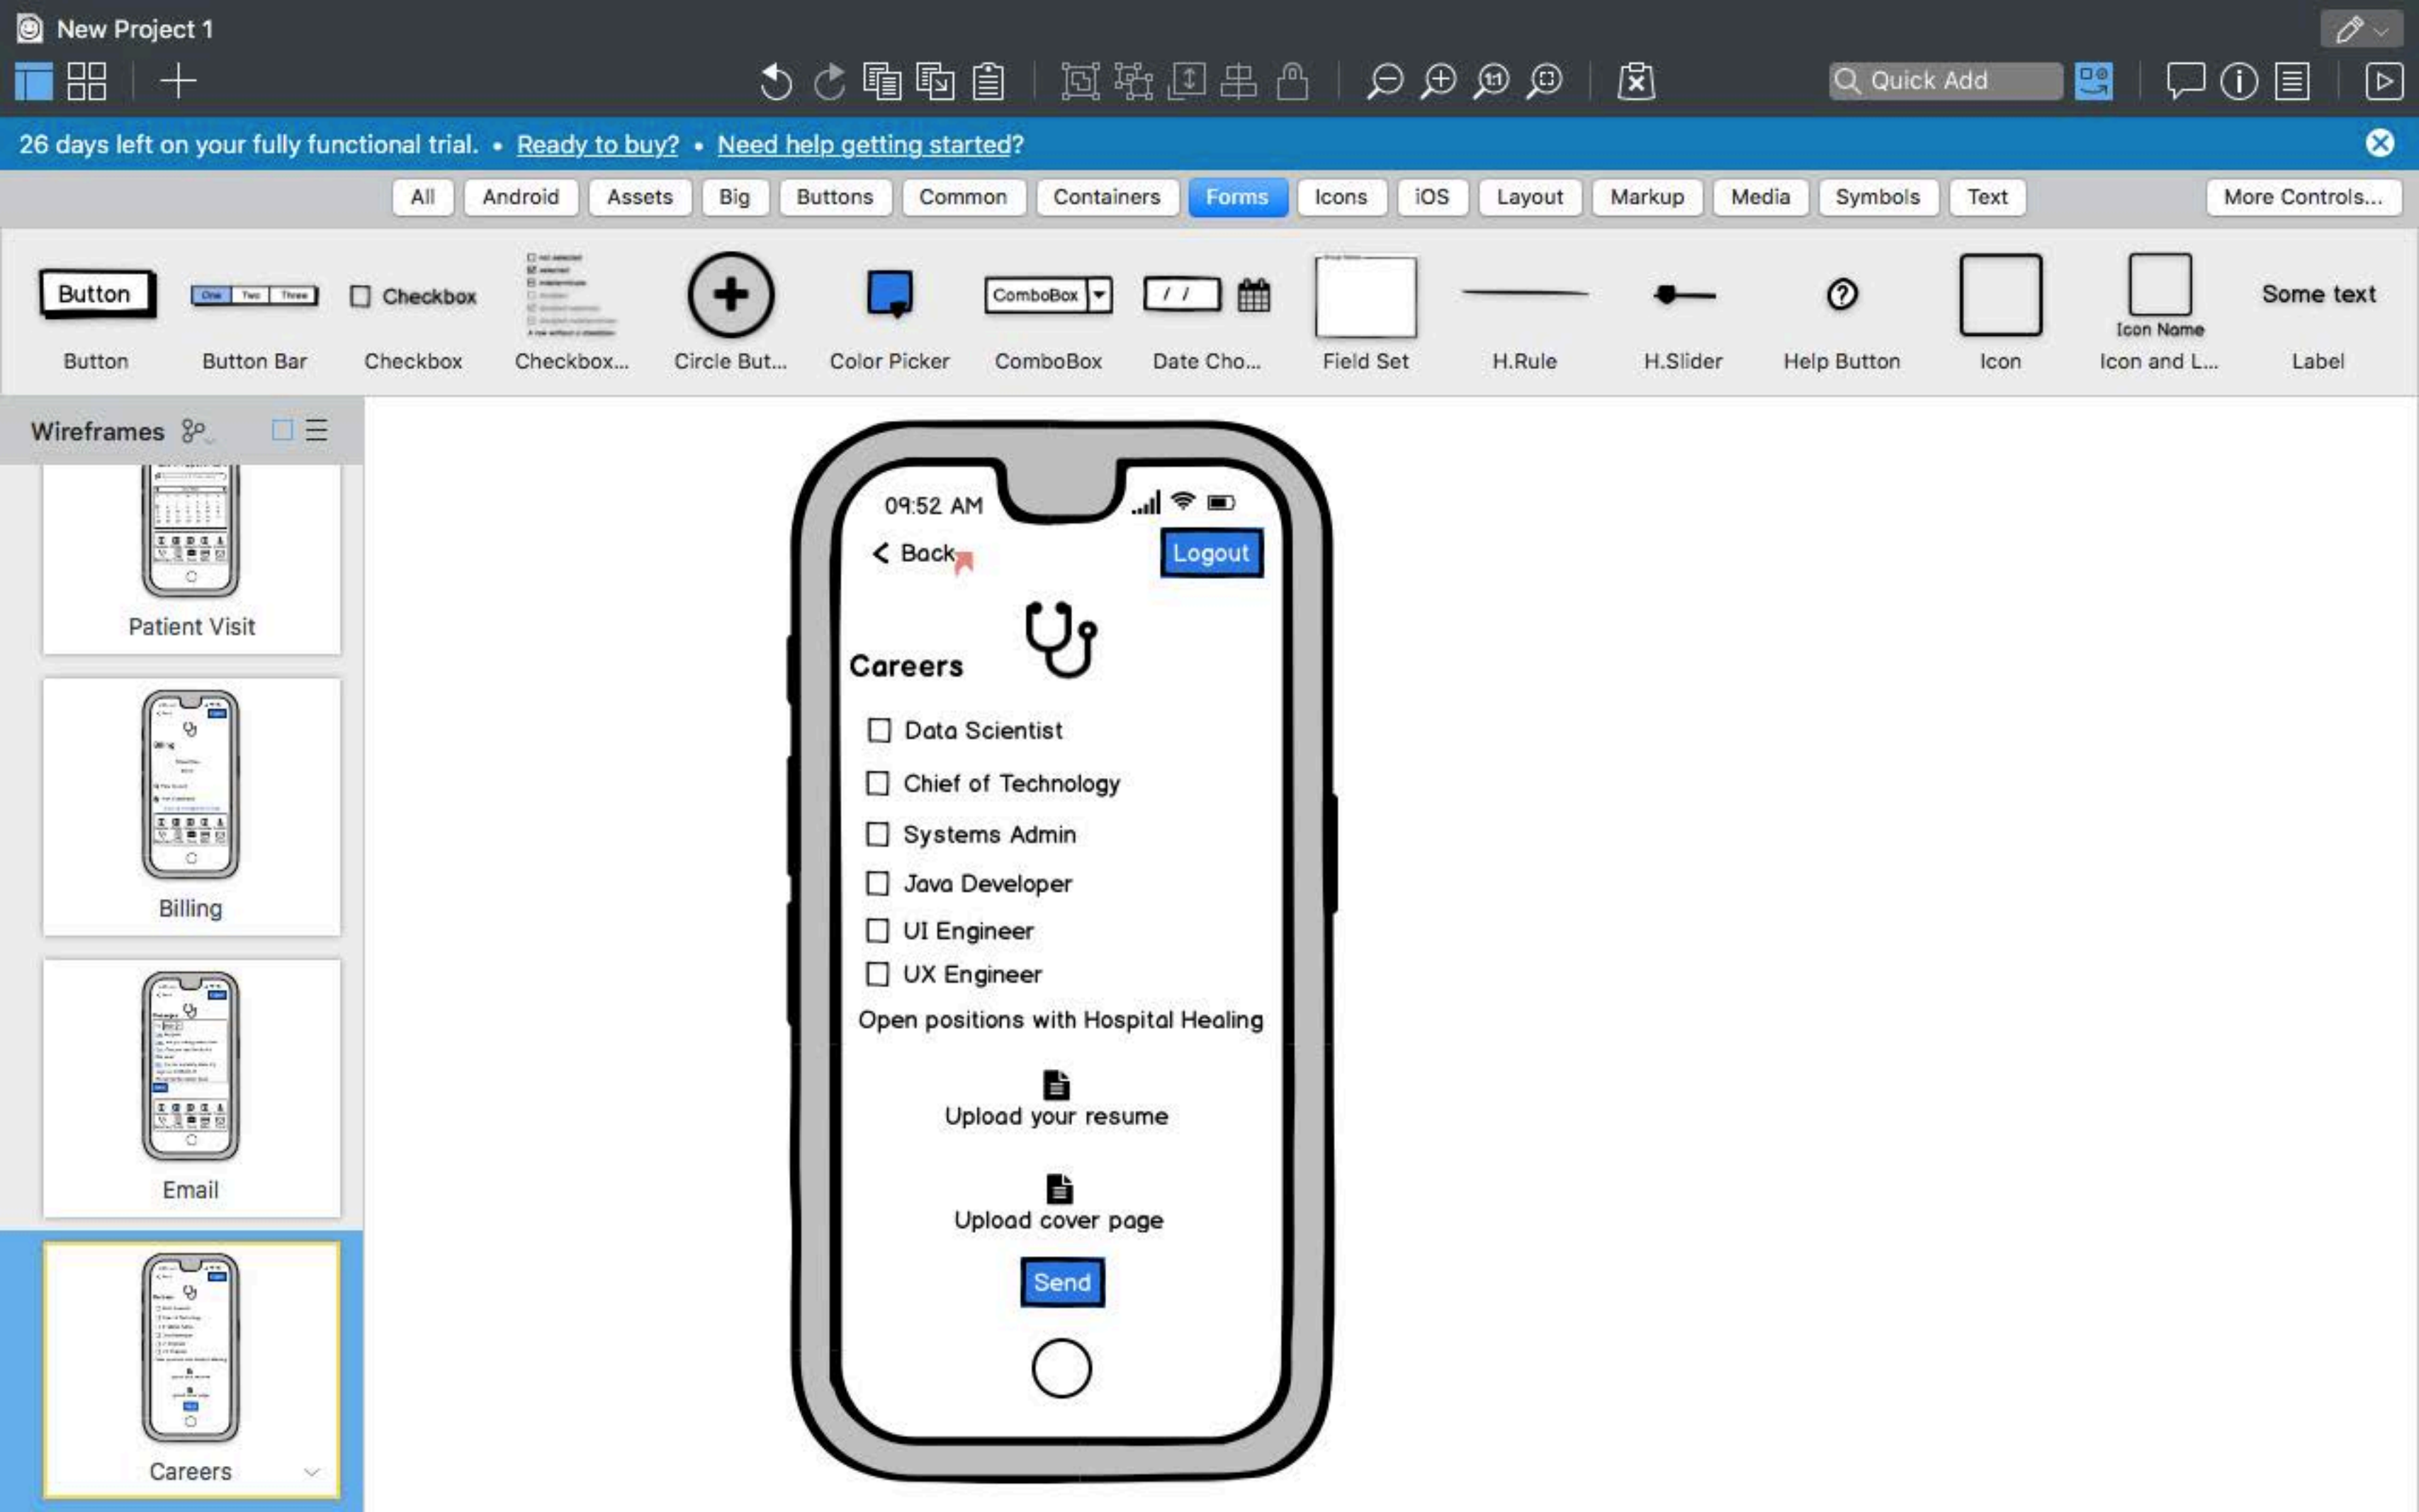 New Project 1
Quick Add
26 days left on your fully functional trial. • Ready to buy? • Need help getting started?
All Android Assets Big Buttons Common Containers Forms Icons iOS Layout Markup Media Symbols Text More Controls...
Button One Two Three Checkbox ComboBox / / Icon Name Some text
Button Button Bar Checkbox Checkbox... Circle But... Color Picker ComboBox Date Cho... Field Set H.Rule H.Slider Help Button Icon Icon and L... Label
Wireframes
Patient Visit
Billing
Email
Careers
09:52 AM
< Back
Logout
Careers
Data Scientist
Chief of Technology
Systems Admin
Java Developer
UI Engineer
UX Engineer
Open positions with Hospital Healing
Upload your resume
Upload cover page
Send